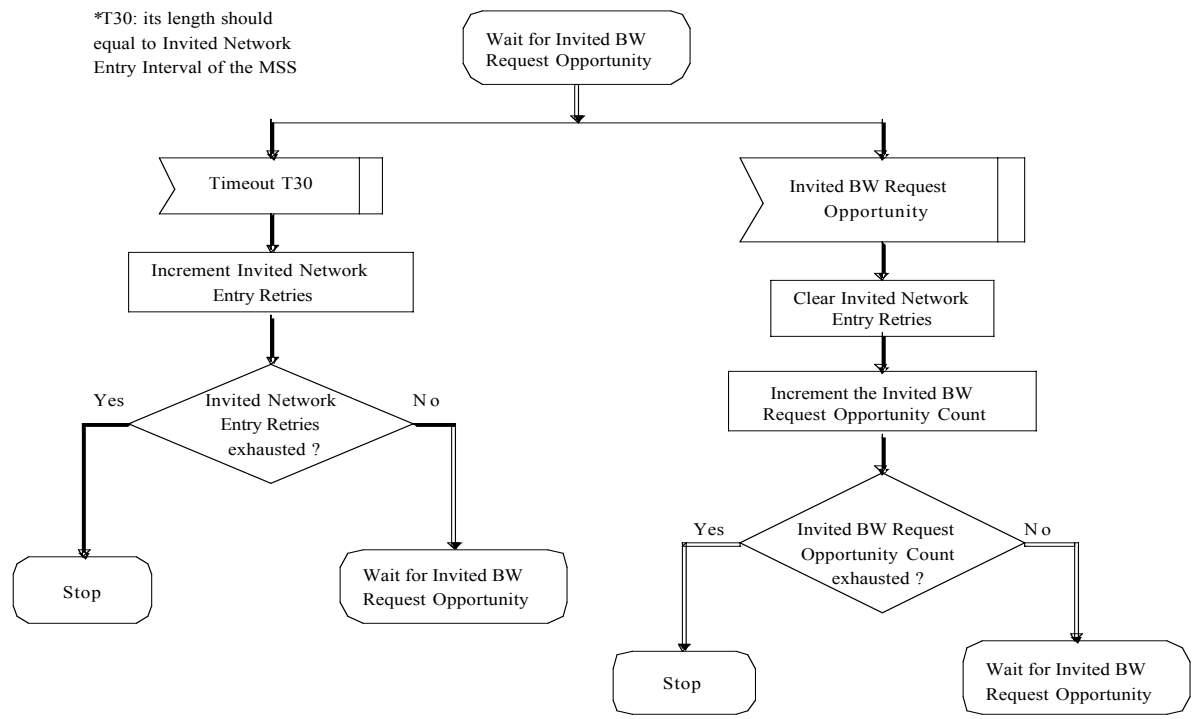 *T30: its length should
equal to Invited Network
Entry Interval of the MSS
Wait for Invited BW
Request Opportunity
Timeout T30
Invited BW Request
Opportunity
Increment Invited Network
Entry Retries
Clear Invited Network
Entry Retries
Increment the Invited BW
Request Opportunity Count
Yes
Invited Network
Entry Retries
exhausted ?
No
Yes
Invited BW Request
Opportunity Count
exhausted ?
No
Stop
Wait for Invited BW
Request Opportunity
Stop
Wait for Invited BW
Request Opportunity